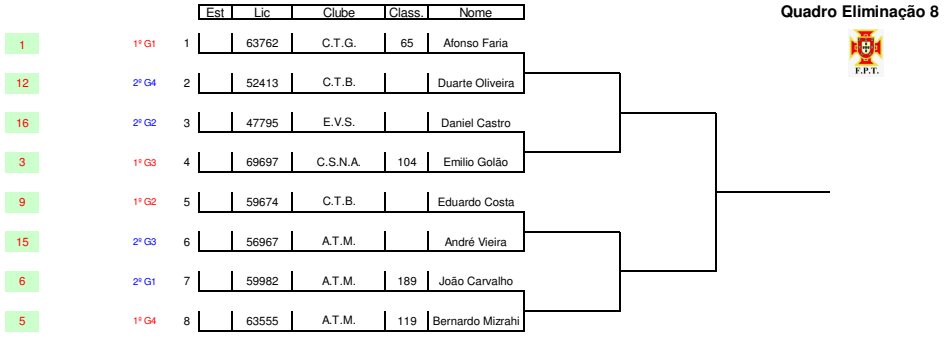 Est Lic Clube Class. Nome Quadro Eliminação 8
1 1º G1 1 63762 C.T.G. 65 Afonso Faria
F.P.T.
12 2º G4 2 52413 C.T.B. Duarte Oliveira
16 2º G2 3 47795 E.V.S. Daniel Castro
3 1º G3 4 69697 C.S.N.A. 104 Emilio Golão
9 1º G2 5 59674 C.T.B. Eduardo Costa
15 2º G3 6 56967 A.T.M. André Vieira
6 2º G1 7 59982 A.T.M. 189 João Carvalho
5 1º G4 8 63555 A.T.M. 119 Bernardo Mizrahi